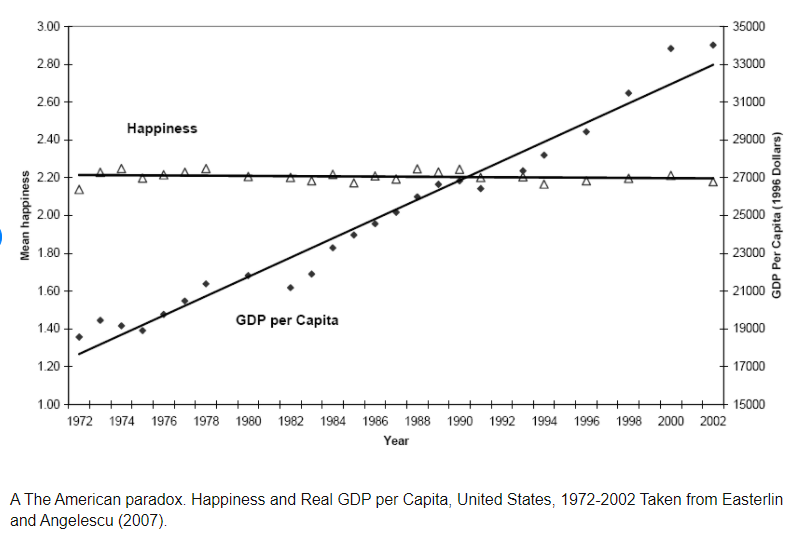 3.00
2.80
2.60
2.40
2.20
2.00
1.80
1.60
1.40
1.20
1.00
Mean happiness
Happiness
GDP per Capita
35000
33000
31000
29000
27000
25000
23000
21000
19000
17000
15000
GDP Per Capita (1996 Dollars)
1972 1974 1976 1978 1980 1982 1984 1986 1988 1990 1992 1994 1996 1998 2000 2002
Year
A The American paradox. Happiness and Real GDP per Capita, United States, 1972-2002 Taken from Easterlin
and Angelescu (2007).